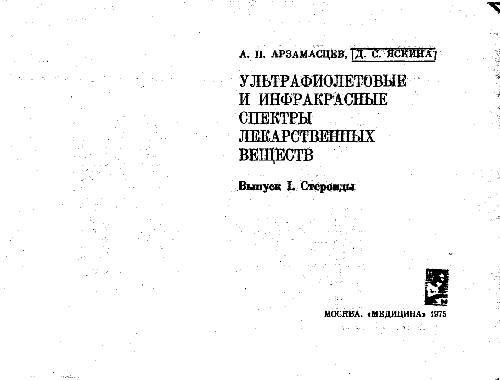 А. П. АРЗАМАСЦЕВ, Д. С. ЯСКИНА
УЛЬТРАФИОЛЕТОВЫЕ
И ИНФРАКРАСНЫЕ
СПЕКТРЫ
ЛЕКАРСТВЕННЫХ
ВЕЩЕСТВ
Выпуск I. Стероиды
МОСКВА. «МЕДИЦИНА» 1975